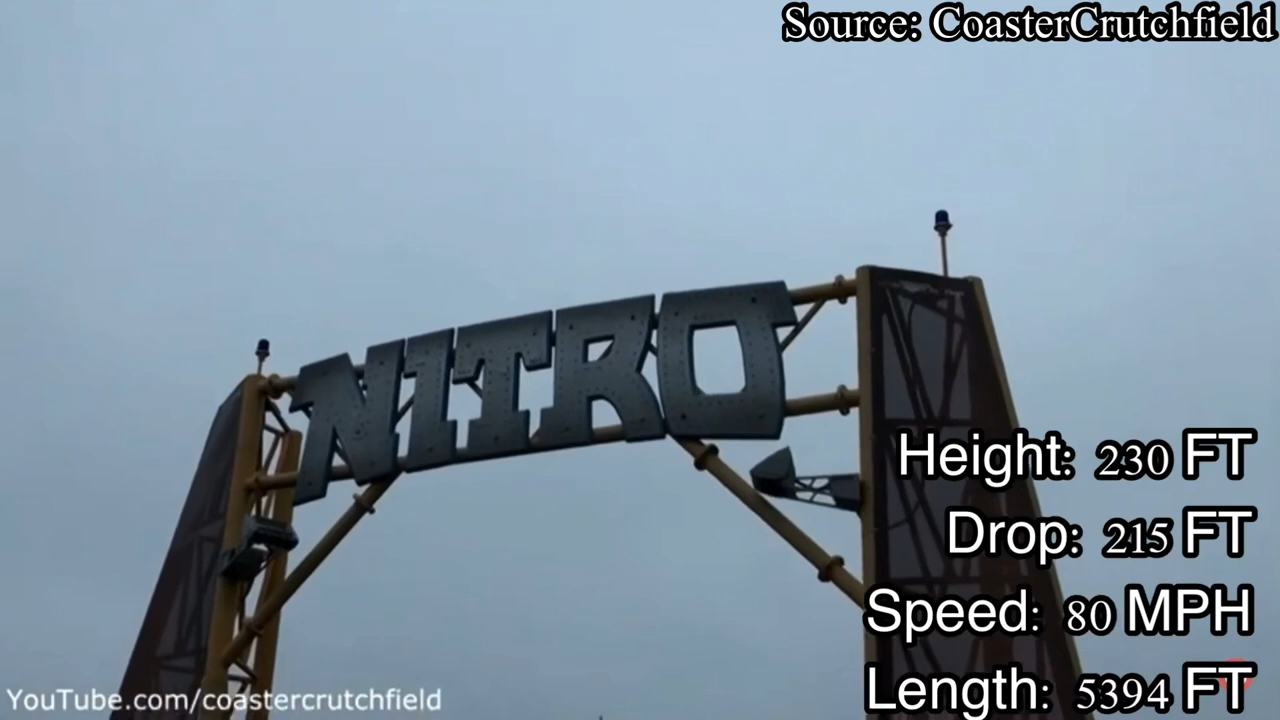 Source: CoasterCrutchfield
NITRO
Height: 230 FT
Drop: 215 FT
Speed: 80 MPH
Length: 5394 FT
YouTube.com/coastercrutchfield